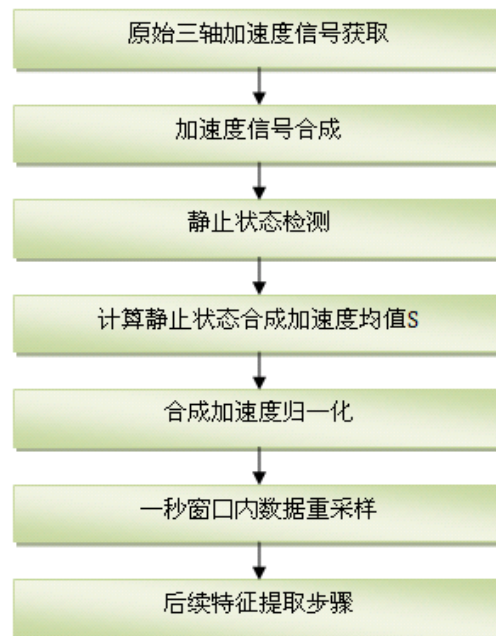 原始三轴加速度信号获取
加速度信号合成
静止状态检测
计算静止状态合成加速度均值S
合成加速度归一化
一秒窗口内数据重采样
后续特征提取步骤